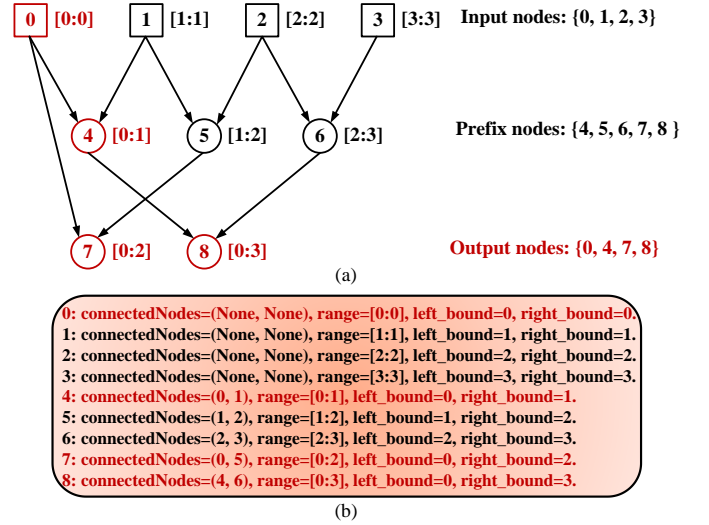 0 [0:0] 1 [1:1] 2 [2:2] 3 [3:3] Input nodes: {0, 1, 2, 3}
4 [0:1] 5 [1:2] 6 [2:3] Prefix nodes: {4, 5, 6, 7, 8 }
7 [0:2] 8 [0:3] Output nodes: {0, 4, 7, 8}
(a)
0: connectedNodes=(None, None), range=[0:0], left_bound=0, right_bound=0.
1: connectedNodes=(None, None), range=[1:1], left_bound=1, right_bound=1.
2: connectedNodes=(None, None), range=[2:2], left_bound=2, right_bound=2.
3: connectedNodes=(None, None), range=[3:3], left_bound=3, right_bound=3.
4: connectedNodes=(0, 1), range=[0:1], left_bound=0, right_bound=1.
5: connectedNodes=(1, 2), range=[1:2], left_bound=1, right_bound=2.
6: connectedNodes=(2, 3), range=[2:3], left_bound=2, right_bound=3.
7: connectedNodes=(0, 5), range=[0:2], left_bound=0, right_bound=2.
8: connectedNodes=(4, 6), range=[0:3], left_bound=0, right_bound=3.
(b)